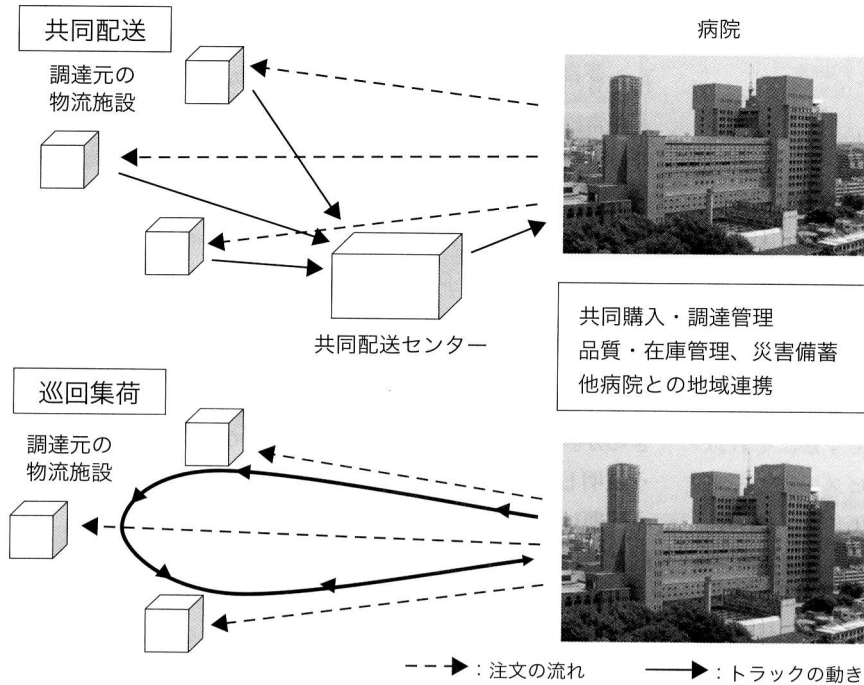 共同配送
病院
調達元の
物流施設
共同配送センター
共同購入・調達管理
品質・在庫管理、災害備蓄
他病院との地域連携
巡回集荷
調達元の
物流施設
：注文の流れ
：トラックの動き